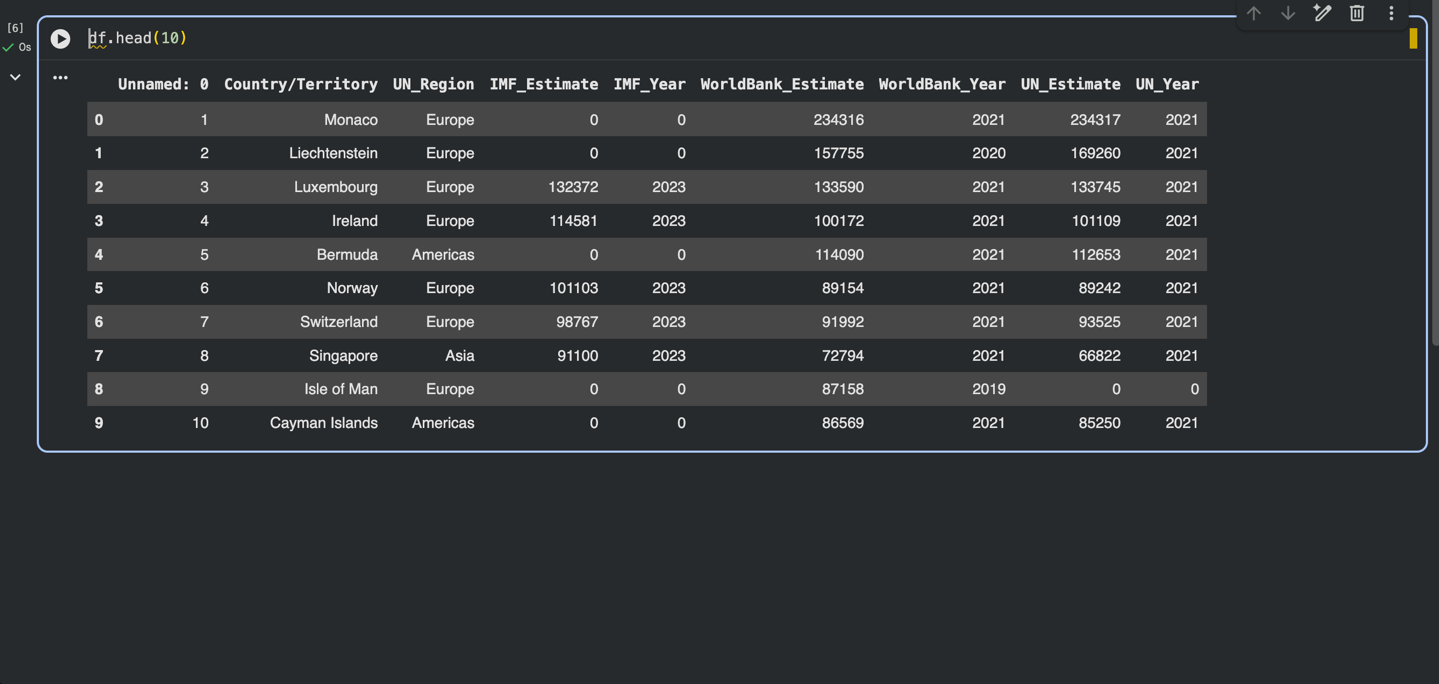 [6]
0s
df.head(10)
Unnamed: 0 Country/Territory UN_Region IMF_Estimate IMF_Year WorldBank_Estimate WorldBank_Year UN_Estimate UN_Year
0 1 Monaco Europe 0 0 234316 2021 234317 2021
1 2 Liechtenstein Europe 0 0 157755 2020 169260 2021
2 3 Luxembourg Europe 132372 2023 133590 2021 133745 2021
3 4 Ireland Europe 114581 2023 100172 2021 101109 2021
4 5 Bermuda Americas 0 0 114090 2021 112653 2021
5 6 Norway Europe 101103 2023 89154 2021 89242 2021
6 7 Switzerland Europe 98767 2023 91992 2021 93525 2021
7 8 Singapore Asia 91100 2023 72794 2021 66822 2021
8 9 Isle of Man Europe 0 0 87158 2019 0 0
9 10 Cayman Islands Americas 0 0 86569 2021 85250 2021